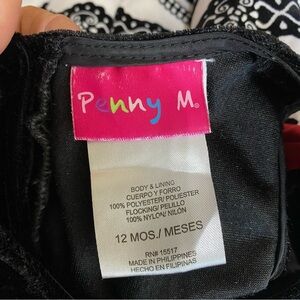 Penny M.®
BODY & LINING
CUERPO Y FORRO
100% POLYESTER/ POLIESTER
FLOCKING/ PELILLO
100% NYLON/ NILÓN
12 MOS./ MESES
RN# 15517
MADE IN PHILIPPINES
HECHO EN FILIPINAS